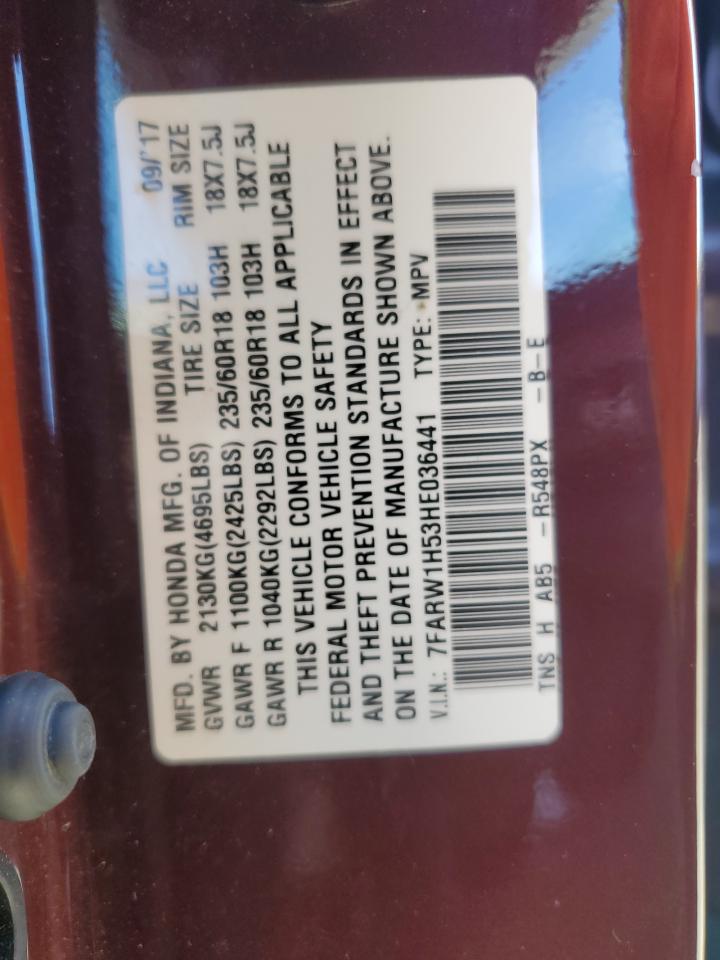 MFD. BY HONDA MFG. OF INDIANA, LLC 09/'17
GVWR 2130KG(4695LBS) TIRE SIZE RIM SIZE
GAWR F 1100KG(2425LBS) 235/60R18 103H 18X7.5J
GAWR R 1040KG(2292LBS) 235/60R18 103H 18X7.5J
THIS VEHICLE CONFORMS TO ALL APPLICABLE
FEDERAL MOTOR VEHICLE SAFETY
AND THEFT PREVENTION STANDARDS IN EFFECT
ON THE DATE OF MANUFACTURE SHOWN ABOVE.
V.I.N.: 7FARW1H53HE036441 TYPE: MPV
TNS H AB5 -R548PX -B-E